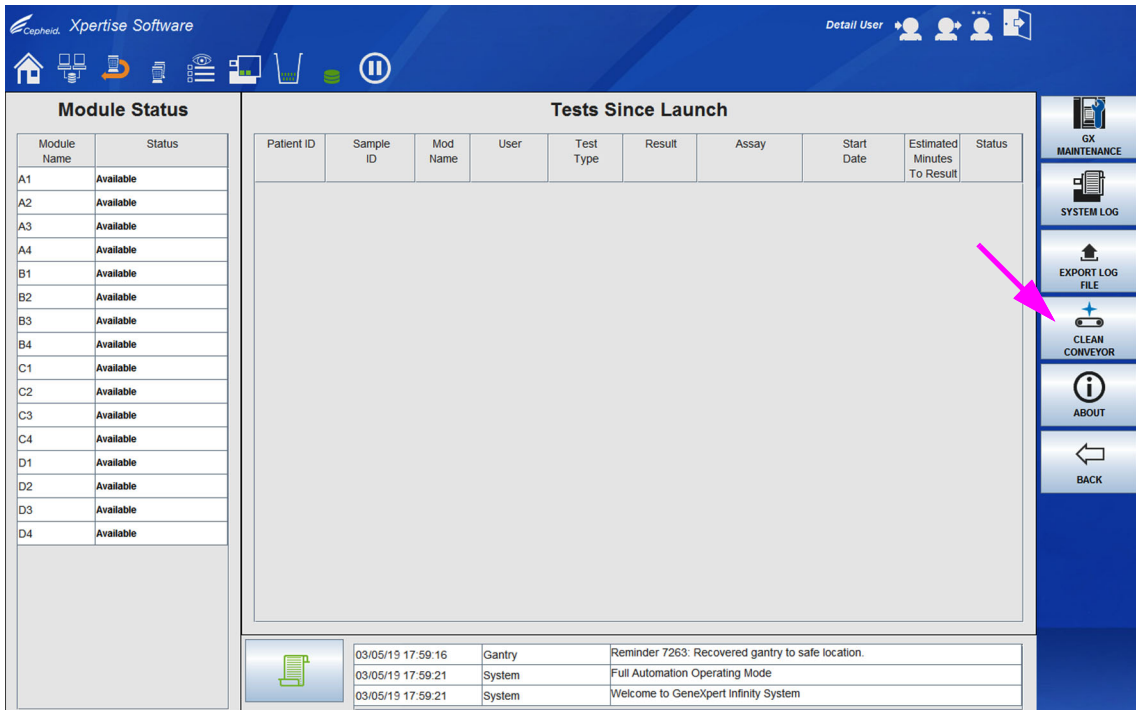 Cepheid. Xpertise Software
Detail User
Module Status
Module Name
Status
A1 Available
A2 Available
A3 Available
A4 Available
B1 Available
B2 Available
B3 Available
B4 Available
C1 Available
C2 Available
C3 Available
C4 Available
D1 Available
D2 Available
D3 Available
D4 Available
Tests Since Launch
Patient ID
Sample
ID
Mod
Name
User
Test
Type
Result
Assay
Start
Date
Estimated
Minutes
To Result
Status
03/05/19 17:59:16 Gantry Reminder 7263: Recovered gantry to safe location.
03/05/19 17:59:21 System Full Automation Operating Mode
03/05/19 17:59:21 System Welcome to GeneXpert Infinity System
GX
MAINTENANCE
SYSTEM LOG
EXPORT LOG
FILE
CLEAN
CONVEYOR
ABOUT
BACK